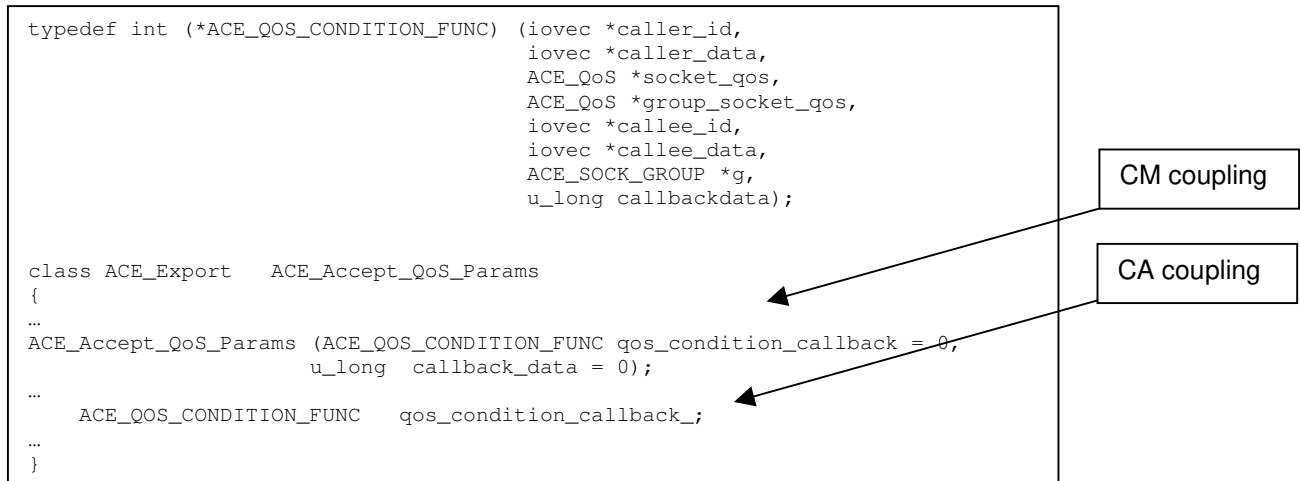 typedef int (*ACE_QOS_CONDITION_FUNC) (iovec *caller_id,
iovec *caller_data,
ACE_QoS *socket_qos,
ACE_QoS *group_socket_qos,
iovec *callee_id,
iovec *callee_data,
ACE_SOCK_GROUP *g,
u_long callbackdata);
CM coupling
class ACE_Export ACE_Accept_QoS_Params
CA coupling
{
…
ACE_Accept_QoS_Params (ACE_QOS_CONDITION_FUNC qos_condition_callback = 0,
u_long callback_data = 0);
…
ACE_QOS_CONDITION_FUNC qos_condition_callback_;
…
}